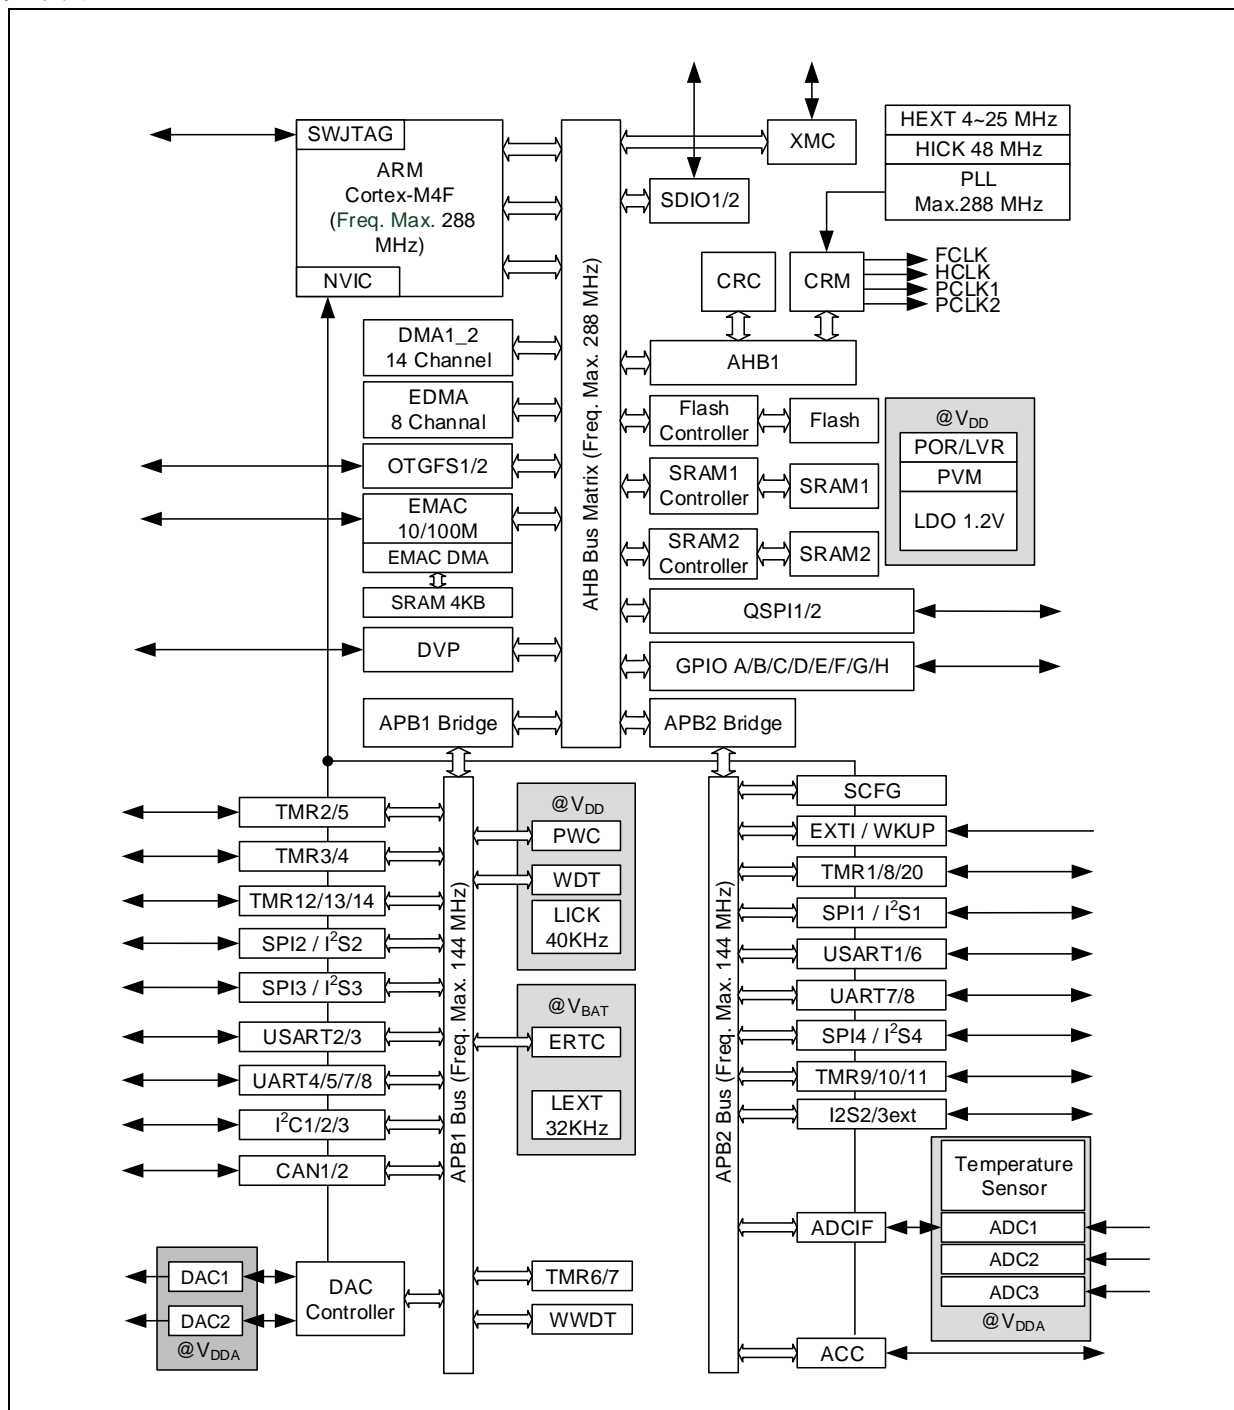 SWJTAG
ARM
Cortex-M4F
(Freq. Max. 288
MHz)
NVIC
XMC
SDIO1/2
HEXT 4~25 MHz
HICK 48 MHz
PLL
Max.288 MHz
FCLK
HCLK
PCLK1
PCLK2
CRC
CRM
AHB1
AHB Bus Matrix (Freq. Max. 288 MHz)
DMA1_2
14 Channel
EDMA
8 Channel
OTGFS1/2
EMAC
10/100M
EMAC DMA
SRAM 4KB
DVP
APB1 Bridge
Flash
Controller
Flash
SRAM1
Controller
SRAM1
SRAM2
Controller
SRAM2
@VDD
POR/LVR
PVM
LDO 1.2V
QSPI1/2
GPIO A/B/C/D/E/F/G/H
APB2 Bridge
TMR2/5
TMR3/4
TMR12/13/14
SPI2 / I²S2
SPI3 / I²S3
USART2/3
UART4/5/7/8
I²C1/2/3
CAN1/2
DAC1
DAC2
@VDDA
DAC
Controller
APB1 Bus (Freq. Max. 144 MHz)
@VDD
PWC
WDT
LICK
40KHz
@VBAT
ERTC
LEXT
32KHz
TMR6/7
WWDT
APB2 Bus (Freq. Max. 144 MHz)
SCFG
EXTI / WKUP
TMR1/8/20
SPI1 / I²S1
USART1/6
UART7/8
SPI4 / I²S4
TMR9/10/11
I2S2/3ext
ADCIF
Temperature
Sensor
ADC1
ADC2
ADC3
@VDDA
ACC